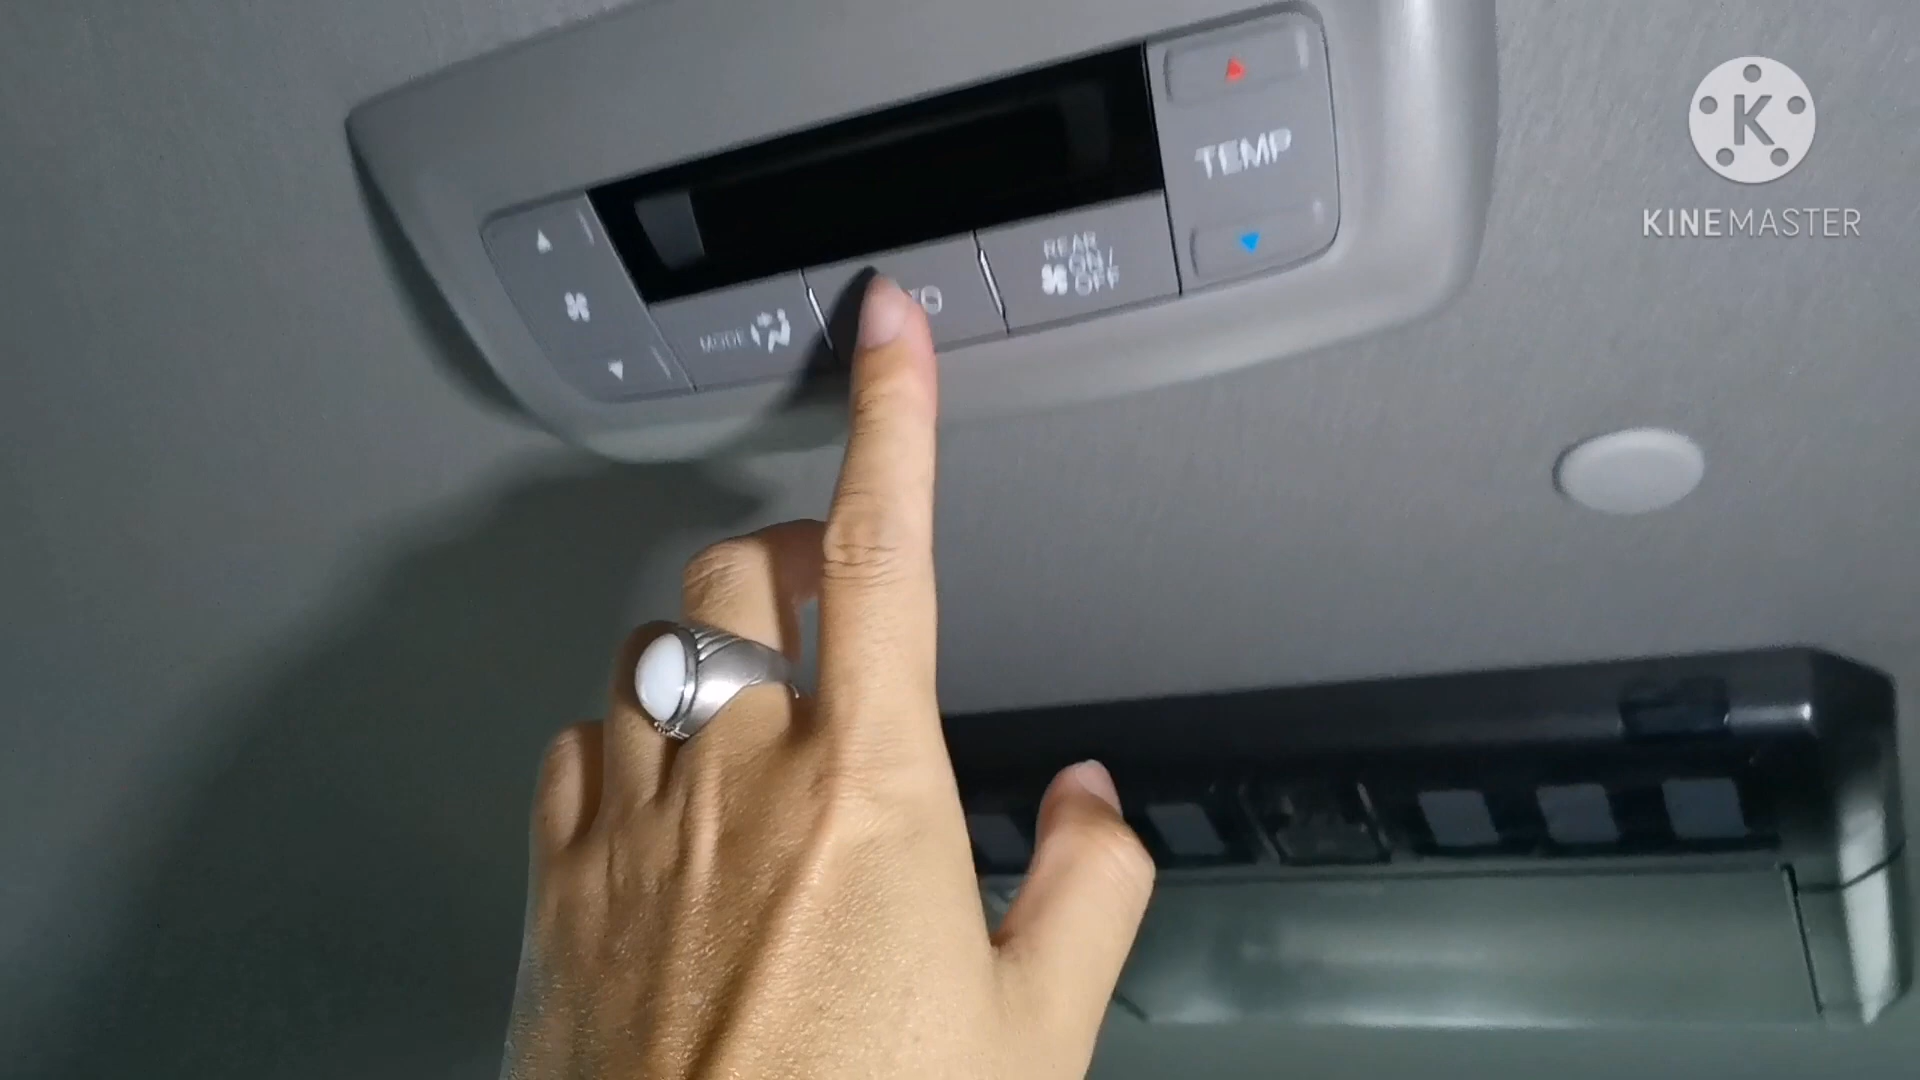 K
KINEMASTER
TEMP
REAR
ON/
OFF
MODE